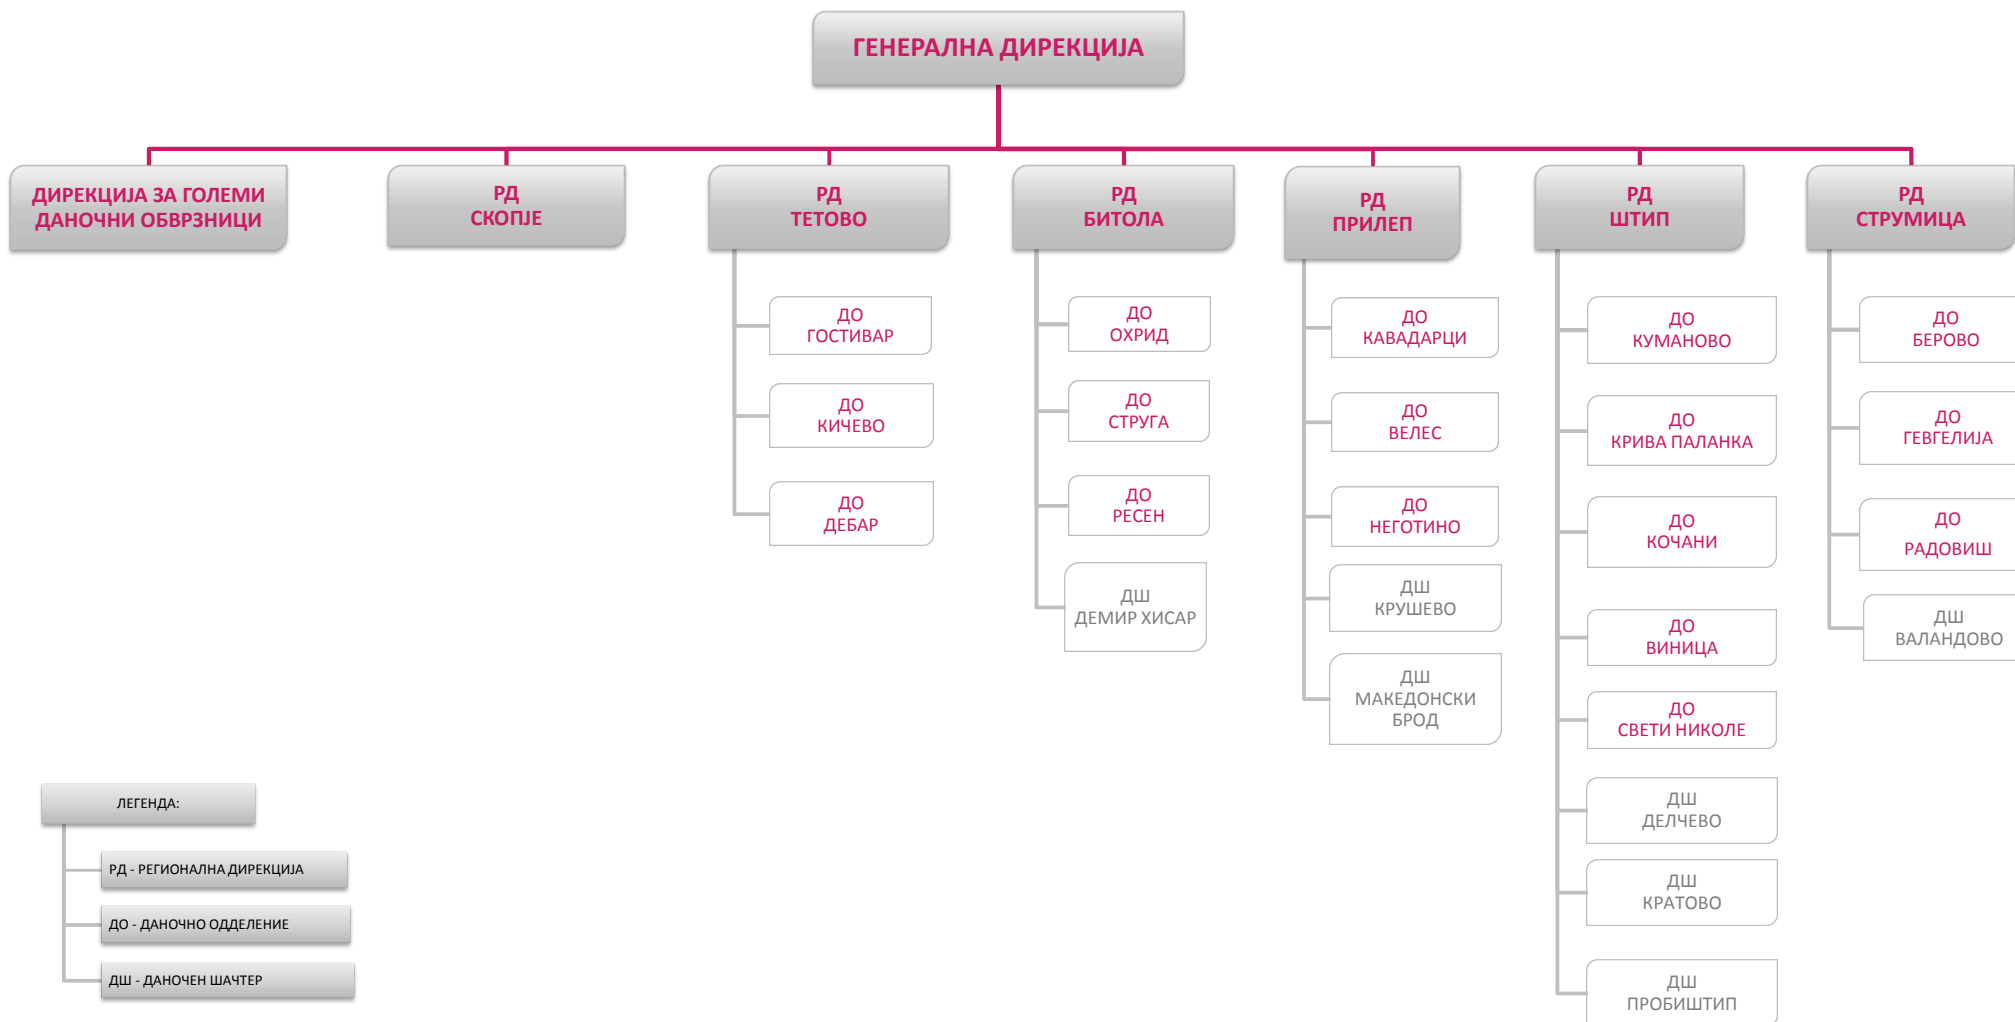 ГЕНЕРАЛНА ДИРЕКЦИЈА
ДИРЕКЦИЈА ЗА ГОЛЕМИ
ДАНОЧНИ ОБВРЗНИЦИ
РД
СКОПЈЕ
РД
ТЕТОВО
РД
БИТОЛА
РД
ПРИЛЕП
РД
ШТИП
РД
СТРУМИЦА
ДО
ГОСТИВАР
ДО
КИЧЕВО
ДО
ДЕБАР
ДО
ОХРИД
ДО
СТРУГА
ДО
РЕСЕН
ДШ
ДЕМИР ХИСАР
ДО
КАВАДАРЦИ
ДО
ВЕЛЕС
ДО
НЕГОТИНО
ДШ
КРУШЕВО
ДШ
МАКЕДОНСКИ
БРОД
ДО
КУМАНОВО
ДО
КРИВА ПАЛАНКА
ДО
КОЧАНИ
ДО
ВИНИЦА
ДО
СВЕТИ НИКОЛЕ
ДШ
ДЕЛЧЕВО
ДШ
КРАТОВО
ДШ
ПРОБИШТИП
ДО
БЕРОВО
ДО
ГЕВГЕЛИЈА
ДО
РАДОВИШ
ДШ
ВАЛАНДОВО
ЛЕГЕНДА:
РД - РЕГИОНАЛНА ДИРЕКЦИЈА
ДО - ДАНОЧНО ОДДЕЛЕНИЕ
ДШ - ДАНОЧЕН ШАЧТЕР